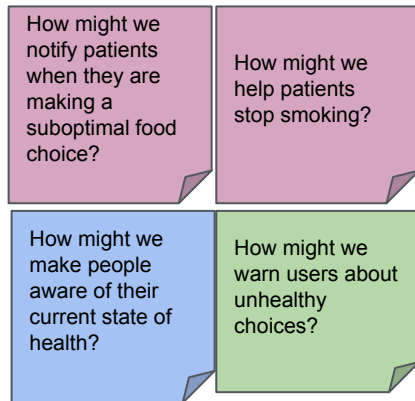 How might we
notify patients
when they are
making a
suboptimal food
choice?
How might we
help patients
stop smoking?
How might we
make people
aware of their
current state of
health?
How might we
warn users about
unhealthy
choices?